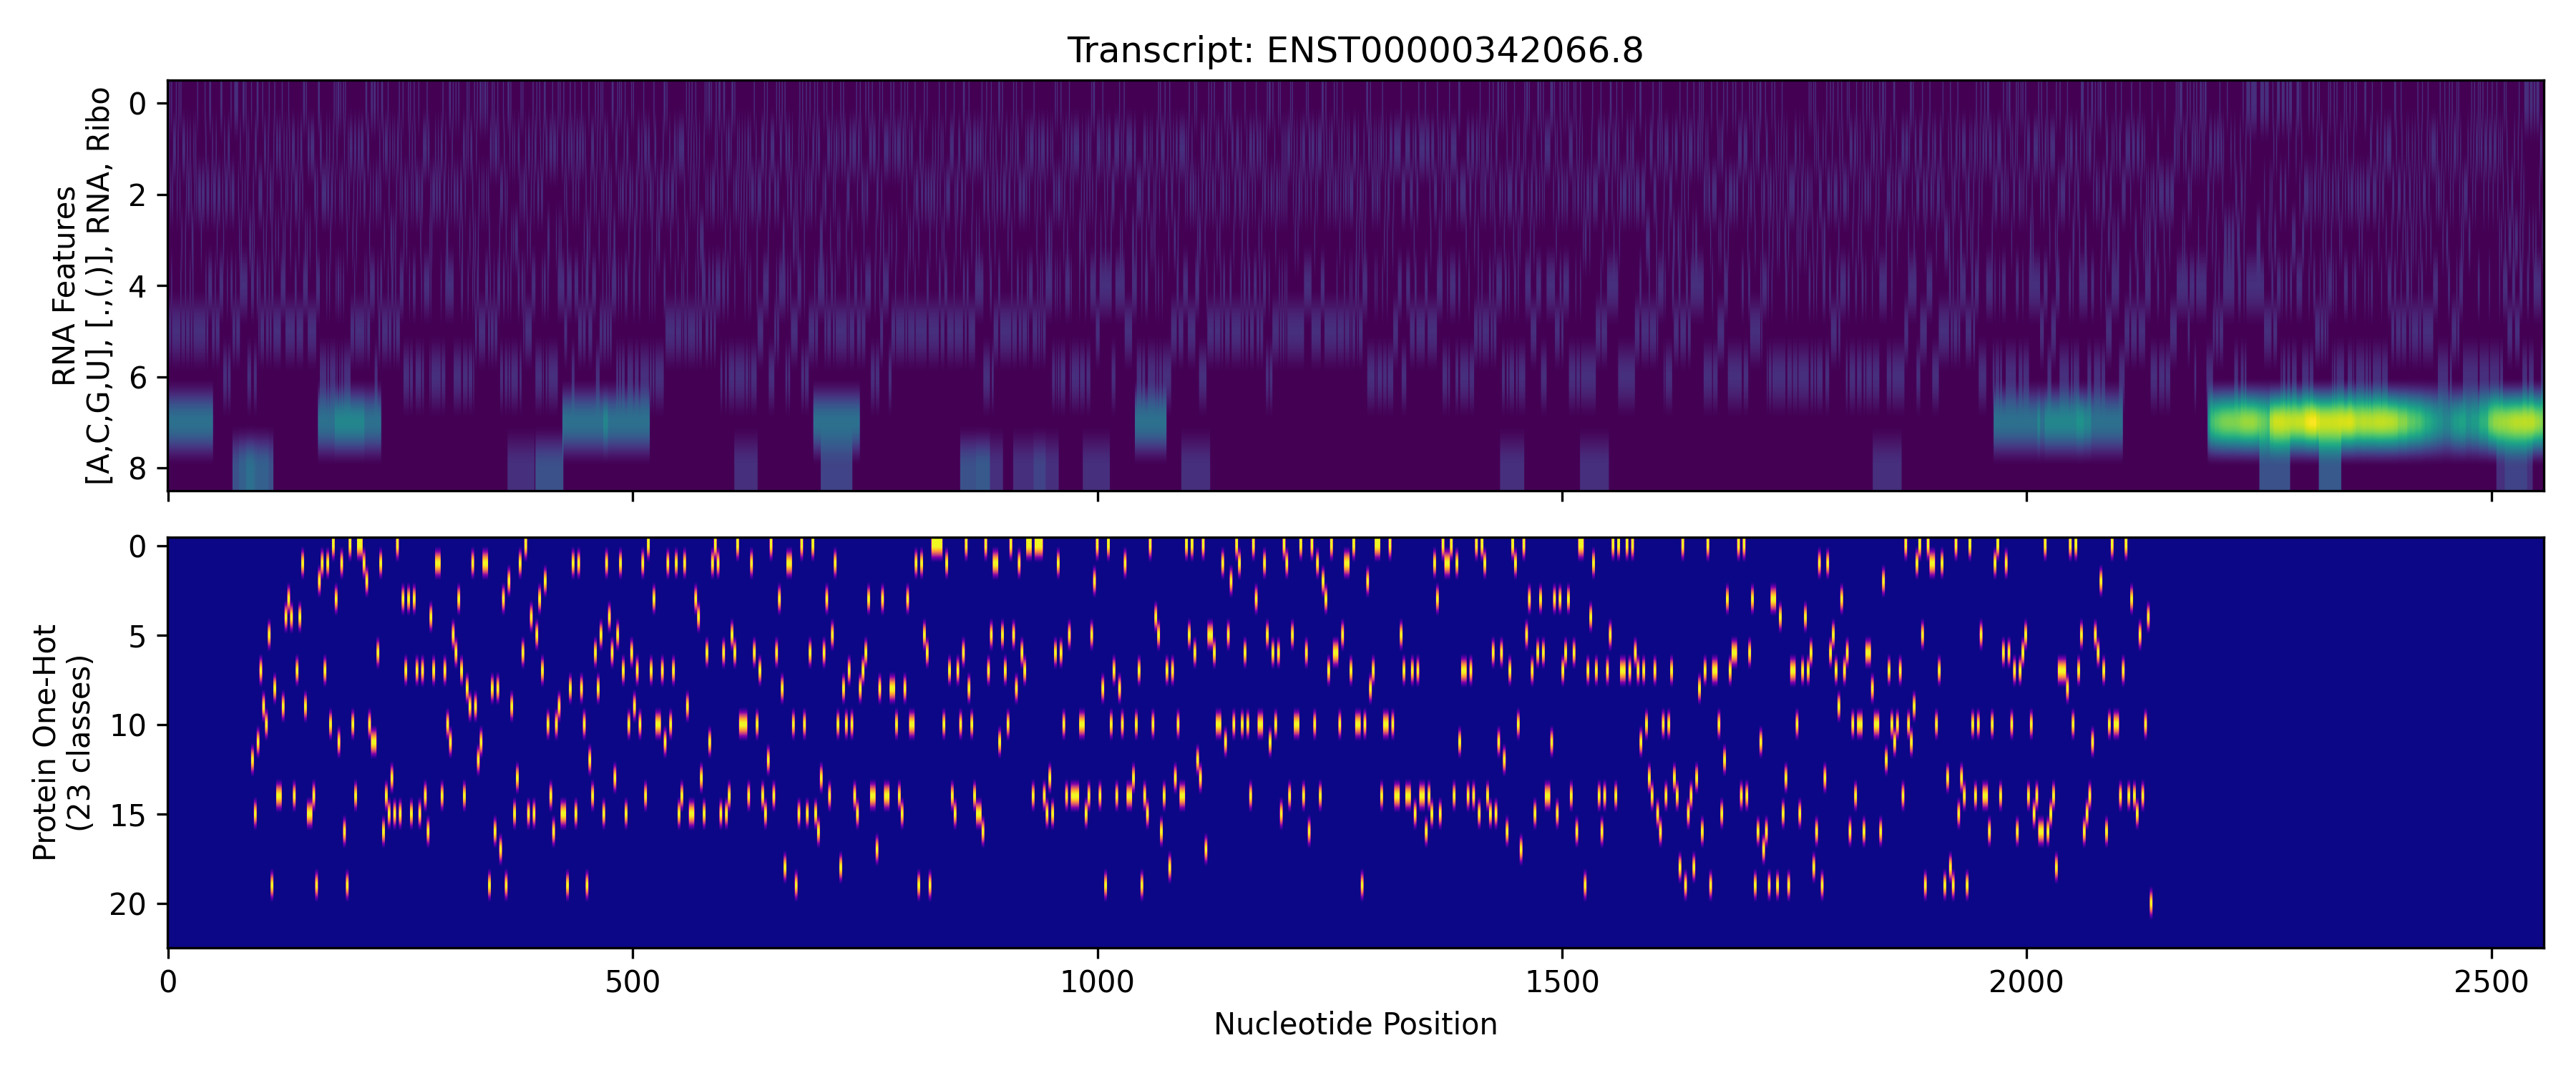 Transcript: ENST00000342066.8
RNA Features
[A,C,G,U], [.,(,)], RNA, Ribo
0
2
4
6
8
Protein One-Hot
(23 classes)
0
5
10
15
20
0
500
1000
1500
2000
2500
Nucleotide Position